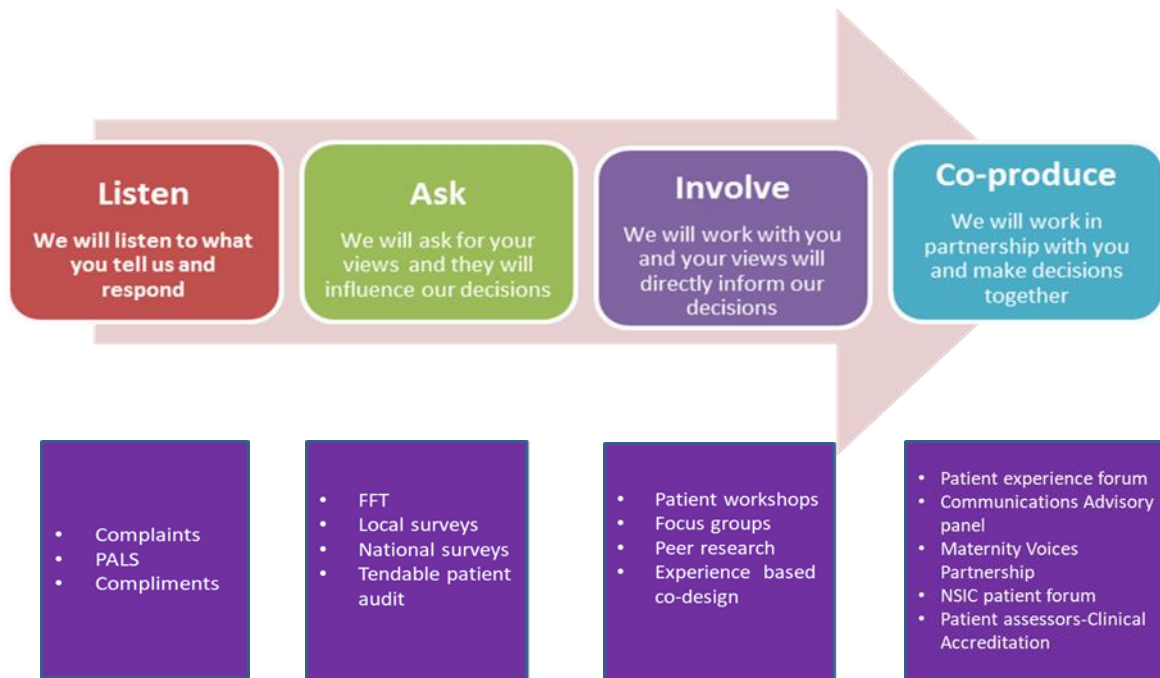 Listen
We will listen to what
you tell us and
respond
Ask
We will ask for your
views and they will
influence our decisions
Involve
We will work with you
and your views will
directly inform our
decisions
Co-produce
We will work in
partnership with you
and make decisions
together
• Complaints
• PALS
• Compliments
• FFT
• Local surveys
• National surveys
• Tendable patient
audit
• Patient workshops
• Focus groups
• Peer research
• Experience based
co-design
• Patient experience forum
• Communications Advisory
panel
• Maternity Voices
Partnership
• NSIC patient forum
• Patient assessors-Clinical
Accreditation